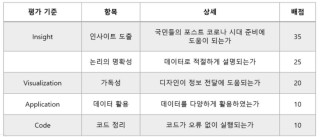 평가 기준 항목 상세 배점
Insight 인사이트 도출 국민들의 포스트 코로나 시대 준비에 도움이 되는가 35
논리의 명확성 데이터로 적절하게 설명되는가 25
Visualization 가독성 디자인이 정보 전달에 도움되는가 20
Application 데이터 활용 데이터를 다양하게 활용하였는가 10
Code 코드 정리 코드가 오류 없이 실행되는가 10